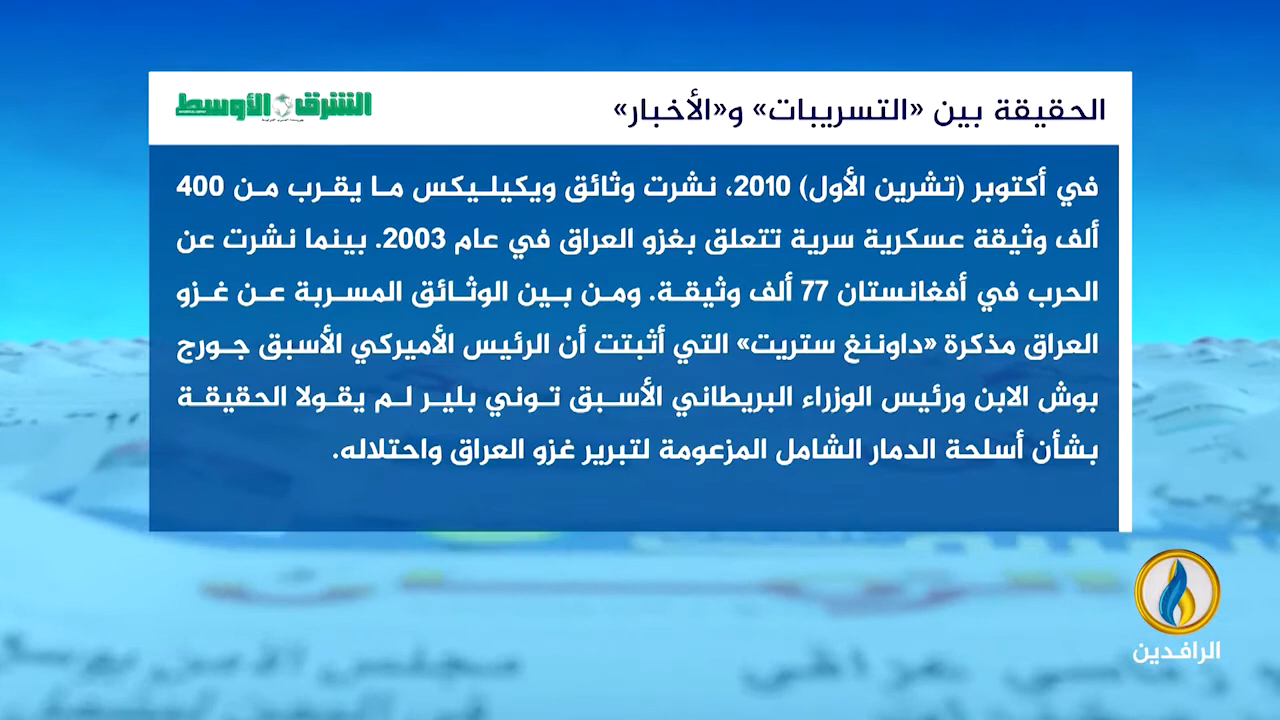 الحقيقة بين «التسريبات» و«الأخبار»
الشرق الأوسط
في أكتوبر (تشرين الأول) 2010، نشرت وثائق ويكيليكس ما يقرب من 400
ألف وثيقة عسكرية سرية تتعلق بغزو العراق في عام 2003. بينما نشرت عن
الحرب في أفغانستان 77 ألف وثيقة. ومن بين الوثائق المسربة عن غزو
العراق مذكرة «داوننغ ستريت» التي أثبتت أن الرئيس الأميركي الأسبق جورج
بوش الابن ورئيس الوزراء البريطاني الأسبق توني بلير لم يقولا الحقيقة
بشأن أسلحة الدمار الشامل المزعومة لتبرير غزو العراق واحتلاله.
الرافدين
مجلس الأمن